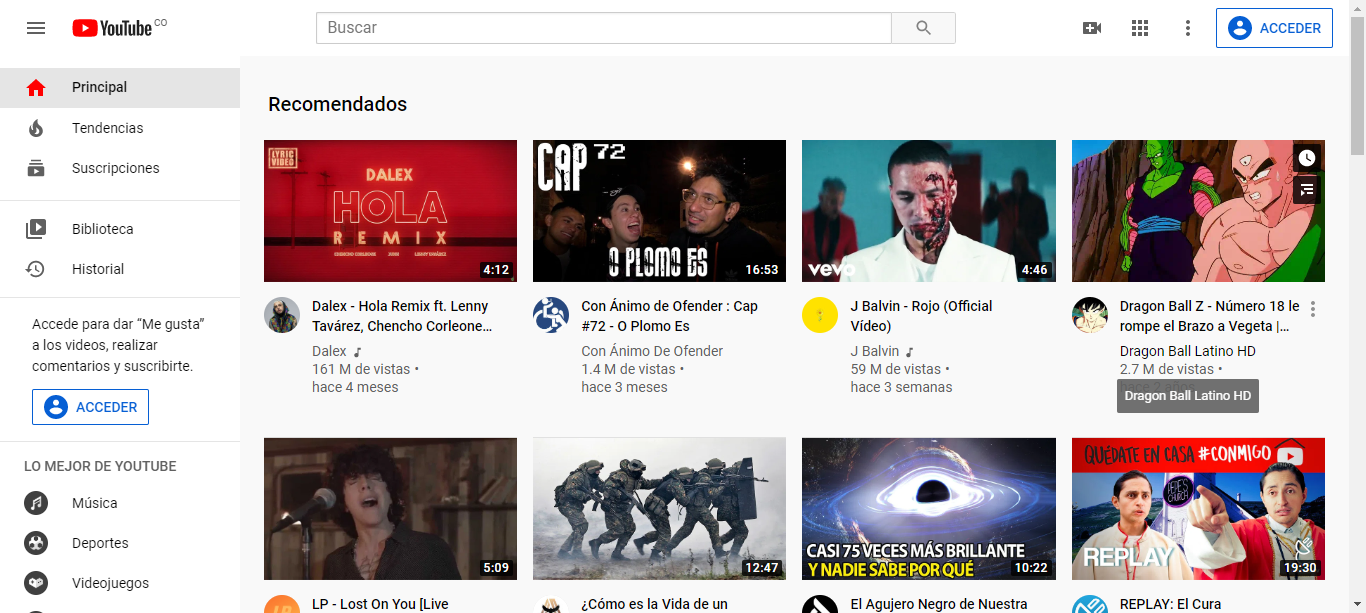 YouTube CO
Buscar
ACCEDER
Principal
Tendencias
Suscripciones
Biblioteca
Historial
Accede para dar “Me gusta”
a los videos, realizar
comentarios y suscribirte.
ACCEDER
LO MEJOR DE YOUTUBE
Música
Deportes
Videojuegos
Recomendados
LYRIC
VIDEO
DALEX
HOLA
REMIX
CHENCHO CORLEONE
LENNY TAVÁREZ
4:12
Dalex - Hola Remix ft. Lenny
Tavárez, Chencho Corleone...
Dalex
161 M de vistas •
hace 4 meses
CAP 72
O PLOMO ES
16:53
Con Ánimo de Ofender : Cap
#72 - O Plomo Es
Con Ánimo De Ofender
1.4 M de vistas •
hace 3 meses
vevo
4:46
J Balvin - Rojo (Official
Vídeo)
J Balvin
59 M de vistas •
hace 3 semanas
Dragon Ball Z - Número 18 le
rompe el Brazo a Vegeta |...
Dragon Ball Latino HD
2.7 M de vistas •
hace 2 años
Dragon Ball Latino HD
5:09
LP
LP - Lost On You [Live
12:47
¿Cómo es la Vida de un
CASI 75 VECES MÁS BRILLANTE
Y NADIE SABE POR QUÉ
10:22
El Agujero Negro de Nuestra
QUÉDATE EN CASA #CONMIGO
REPLAY
19:30
REPLAY: El Cura